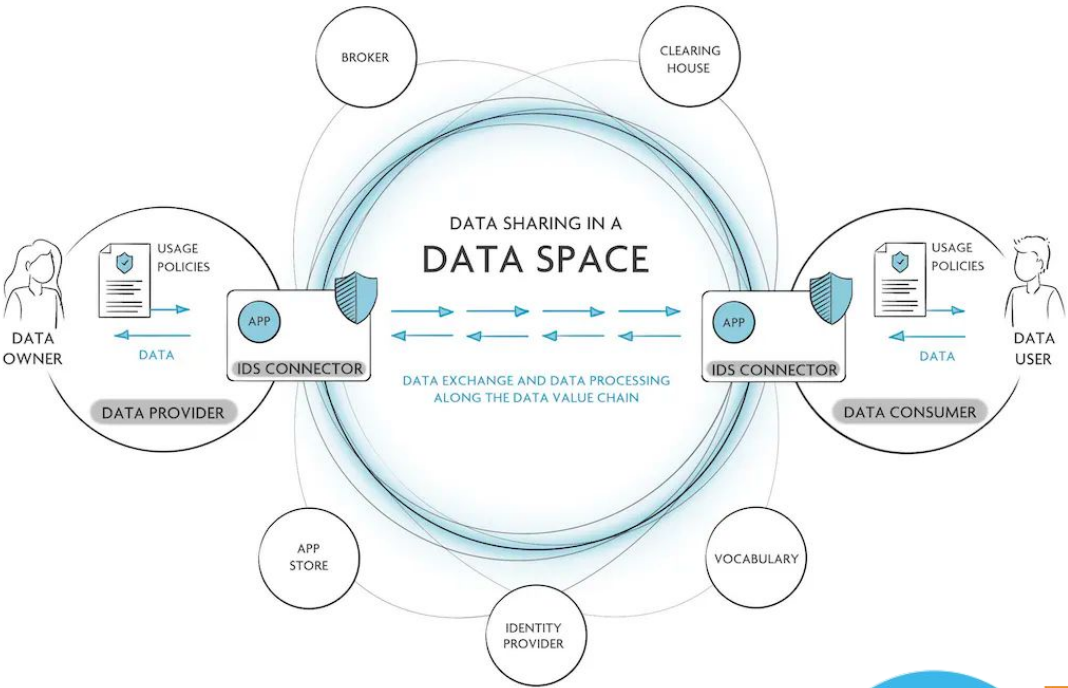 BROKER
CLEARING
HOUSE
DATA SHARING IN A
DATA SPACE
USAGE
POLICIES
DATA
OWNER
DATA
APP
IDS CONNECTOR
DATA PROVIDER
DATA EXCHANGE AND DATA PROCESSING
ALONG THE DATA VALUE CHAIN
APP
IDS CONNECTOR
USAGE
POLICIES
DATA
DATA
USER
DATA CONSUMER
APP
STORE
IDENTITY
PROVIDER
VOCABULARY